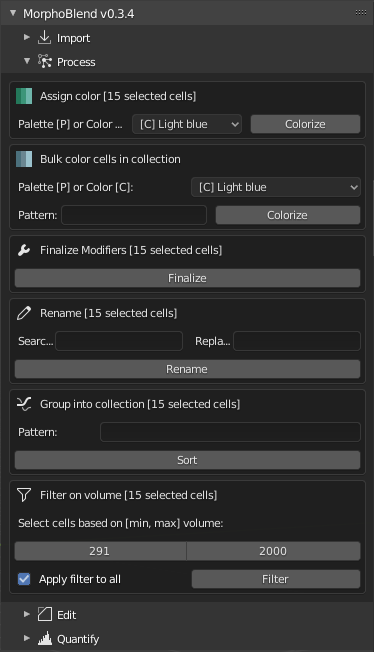 MorphoBlend v0.3.4
Import
Process
Assign color [15 selected cells]
Palette [P] or Color ... [C] Light blue Colorize
Bulk color cells in collection
Palette [P] or Color [C]: [C] Light blue
Pattern: Colorize
Finalize Modifiers [15 selected cells]
Finalize
Rename [15 selected cells]
Searc... Repla...
Rename
Group into collection [15 selected cells]
Pattern:
Sort
Filter on volume [15 selected cells]
Select cells based on [min, max] volume:
291 2000
Apply filter to all Filter
Edit
Quantify